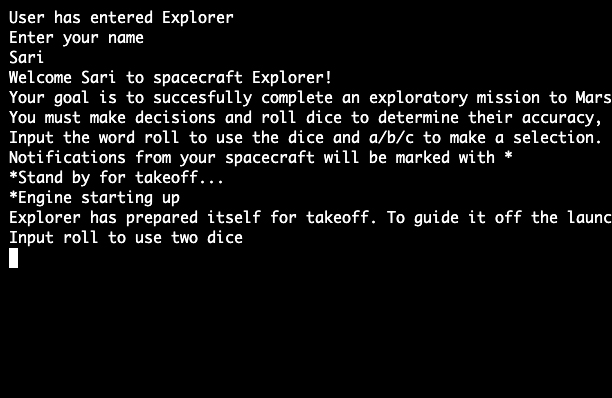 User has entered Explorer
Enter your name
Sari
Welcome Sari to spacecraft Explorer!
Your goal is to succesfully complete an exploratory mission to Mars
You must make decisions and roll dice to determine their accuracy,
Input the word roll to use the dice and a/b/c to make a selection.
Notifications from your spacecraft will be marked with *
*Stand by for takeoff...
*Engine starting up
Explorer has prepared itself for takeoff. To guide it off the launc
Input roll to use two dice